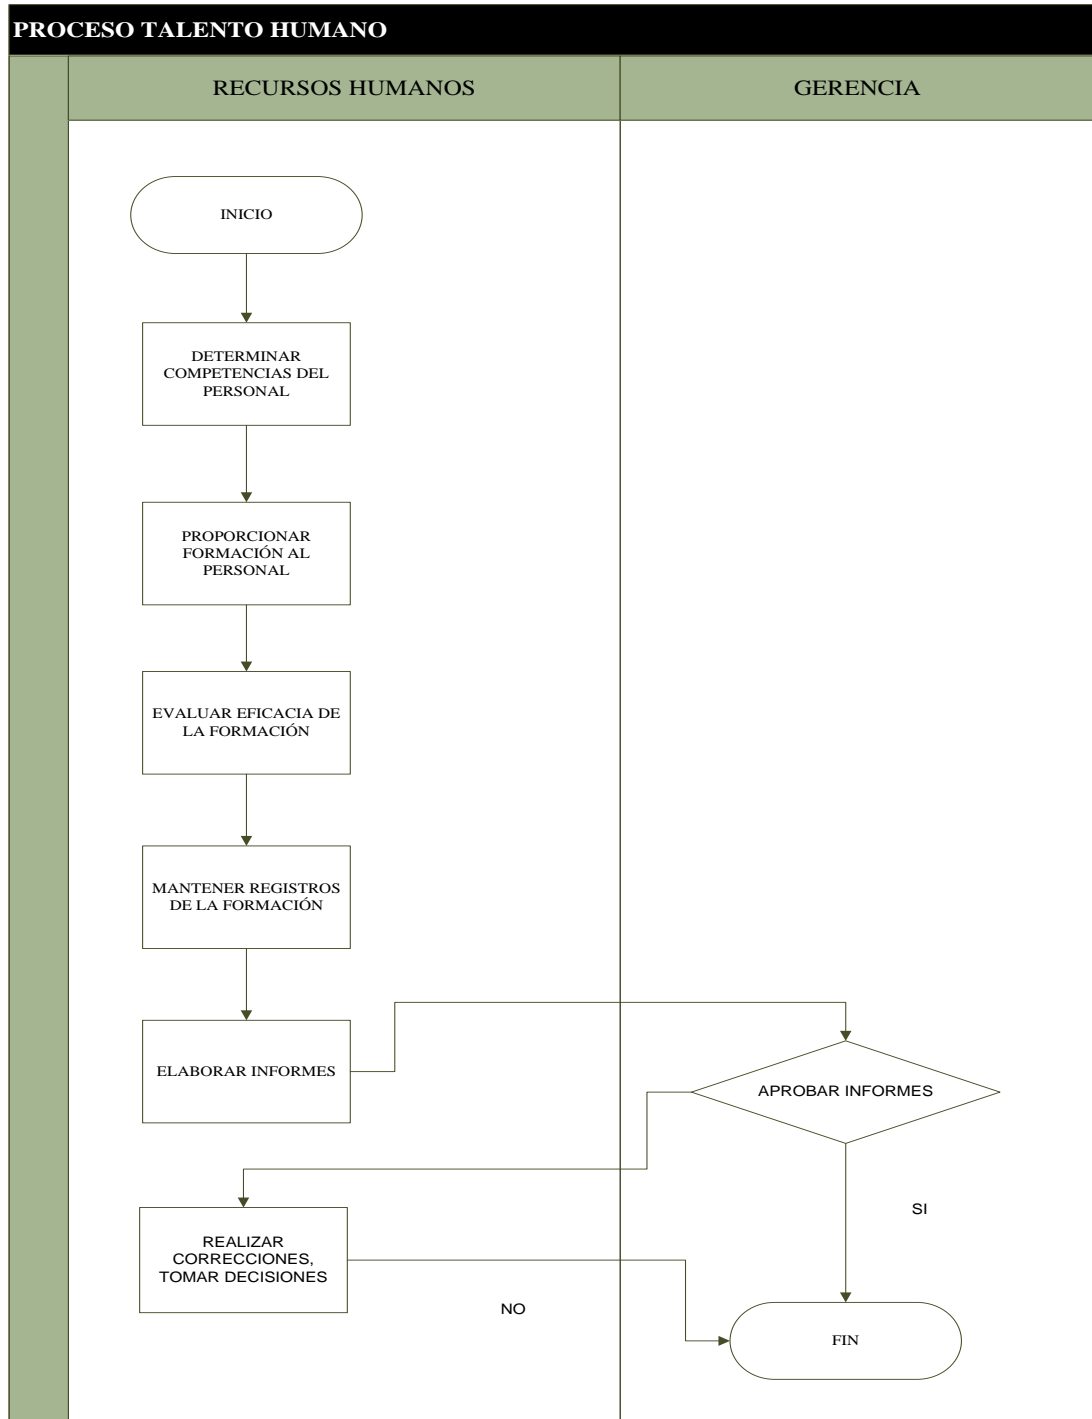 PROCESO TALENTO HUMANO
RECURSOS HUMANOS
GERENCIA
INICIO
DETERMINAR
COMPETENCIAS DEL
PERSONAL
PROPORCIONAR
FORMACIÓN AL
PERSONAL
EVALUAR EFICACIA DE
LA FORMACIÓN
MANTENER REGISTROS
DE LA FORMACIÓN
ELABORAR INFORMES
APROBAR INFORMES
SI
REALIZAR
CORRECCIONES,
TOMAR DECISIONES
NO
FIN